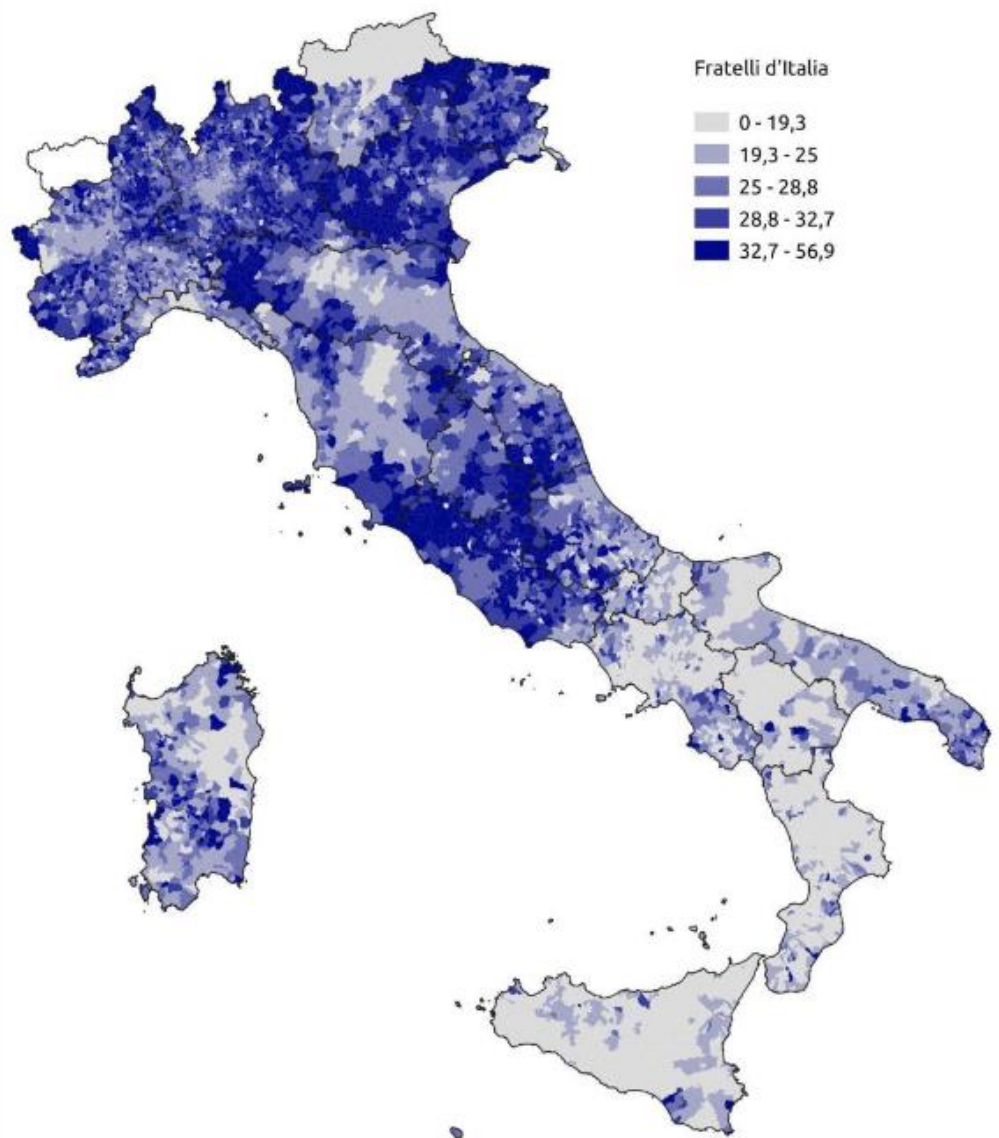 Fratelli d'Italia
0 - 19,3
19,3 - 25
25 - 28,8
28,8 - 32,7
32,7 - 56,9